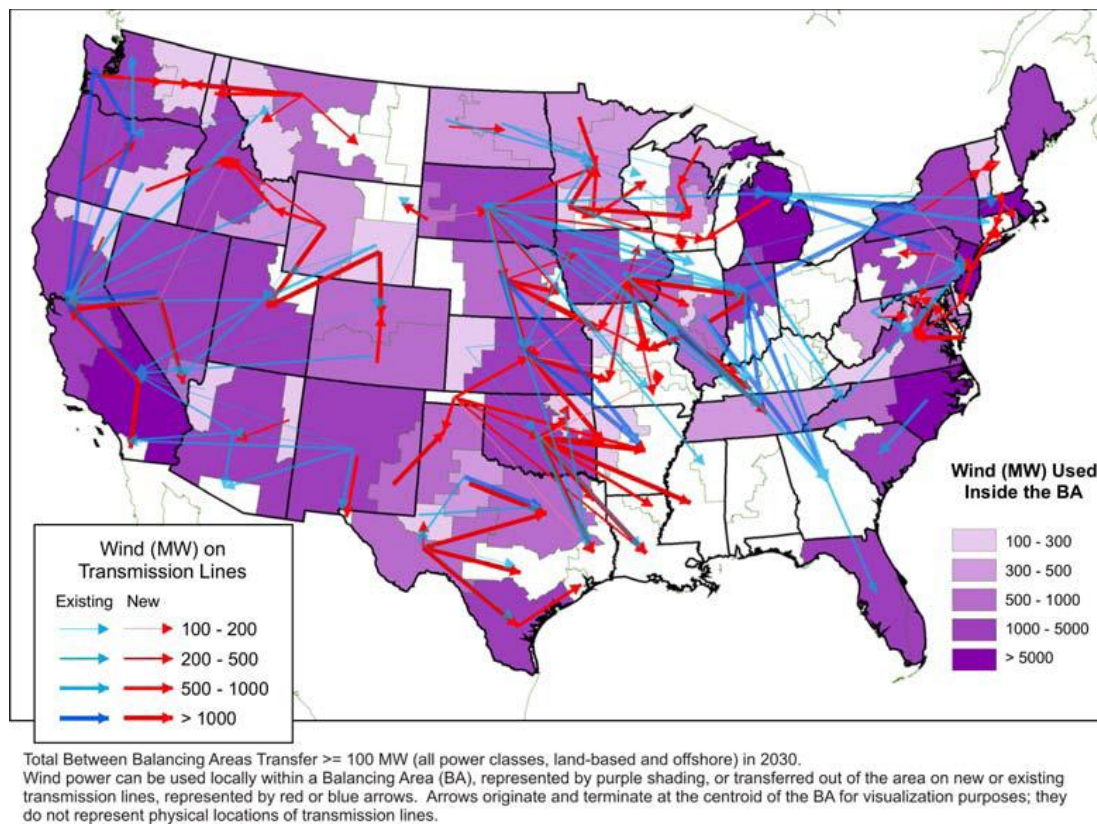 Wind (MW) Used
Inside the BA
100 - 300
300 - 500
500 - 1000
1000 - 5000
> 5000
Wind (MW) on
Transmission Lines
Existing New
100 - 200
200 - 500
500 - 1000
> 1000
Total Between Balancing Areas Transfer >= 100 MW (all power classes, land-based and offshore) in 2030.
Wind power can be used locally within a Balancing Area (BA), represented by purple shading, or transferred out of the area on new or existing
transmission lines, represented by red or blue arrows. Arrows originate and terminate at the centroid of the BA for visualization purposes; they
do not represent physical locations of transmission lines.